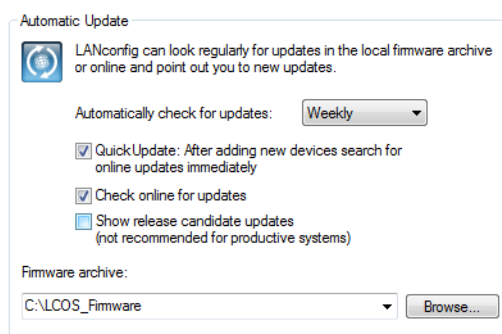 Automatic Update
LANconfig can look regularly for updates in the local firmware archive
or online and point out you to new updates.
Automatically check for updates: Weekly
QuickUpdate: After adding new devices search for
online updates immediately
Check online for updates
Show release candidate updates
(not recommended for productive systems)
Firmware archive:
C:\LCOS_Firmware Browse...